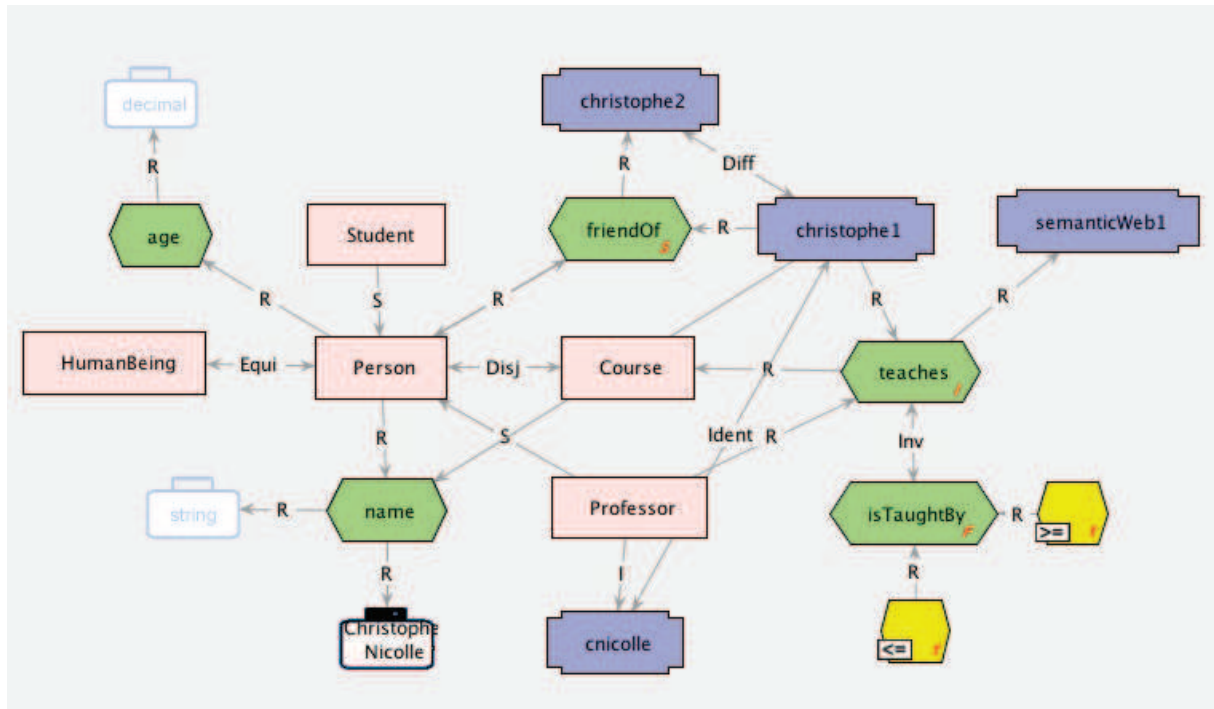 decimal
christophe2
R
R
Diff
age
Student
friendOf
R
christophe1
semanticWeb1
R
S
R
R
R
HumanBeing
Equi
Person
Disj
Course
R
teaches
R
S
Ident
R
Inv
string
R
name
Professor
isTaughtBy
R
>=
R
I
R
Christophe
Nicolle
cnicolle
<=